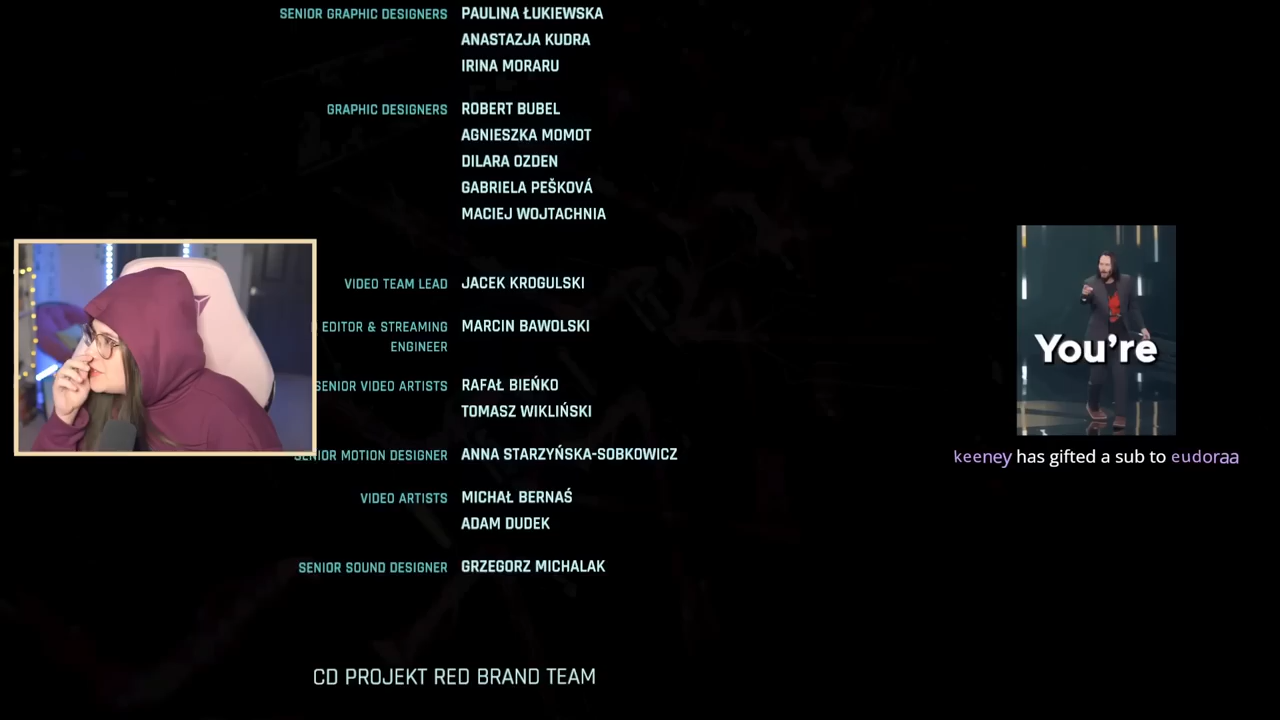 SENIOR GRAPHIC DESIGNERS PAULINA ŁUKIEWSKA
ANASTAZJA KUDRA
IRINA MORARU
GRAPHIC DESIGNERS ROBERT BUBEL
AGNIESZKA MOMOT
DILARA OZDEN
GABRIELA PEŠKOVÁ
MACIEJ WOJTACHNIA
VIDEO TEAM LEAD JACEK KROGULSKI
EDITOR & STREAMING MARCIN BAWOLSKI
ENGINEER
SENIOR VIDEO ARTISTS RAFAŁ BIEŃKO
TOMASZ WIKLIŃSKI
SENIOR MOTION DESIGNER ANNA STARZYŃSKA-SOBKOWICZ
VIDEO ARTISTS MICHAŁ BERNAŚ
ADAM DUDEK
SENIOR SOUND DESIGNER GRZEGORZ MICHALAK
CD PROJEKT RED BRAND TEAM
You're
keeney has gifted a sub to eudoraa